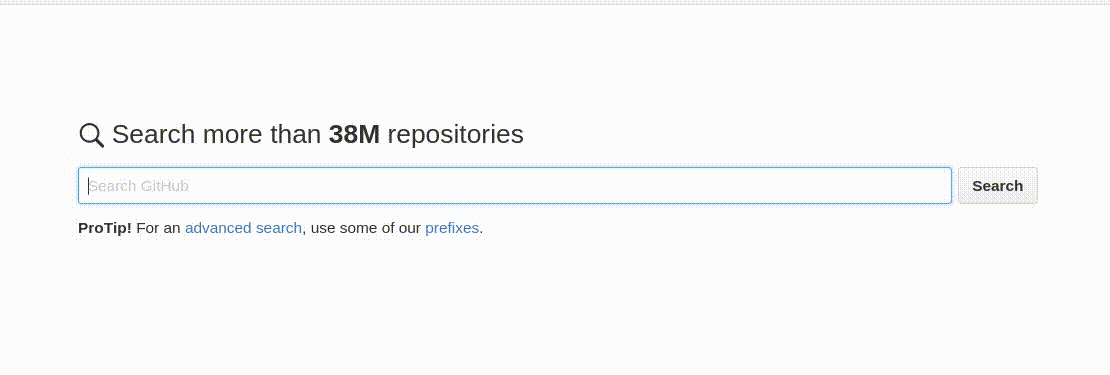 Search more than 38M repositories
Search GitHub
Search
ProTip! For an advanced search, use some of our prefixes.